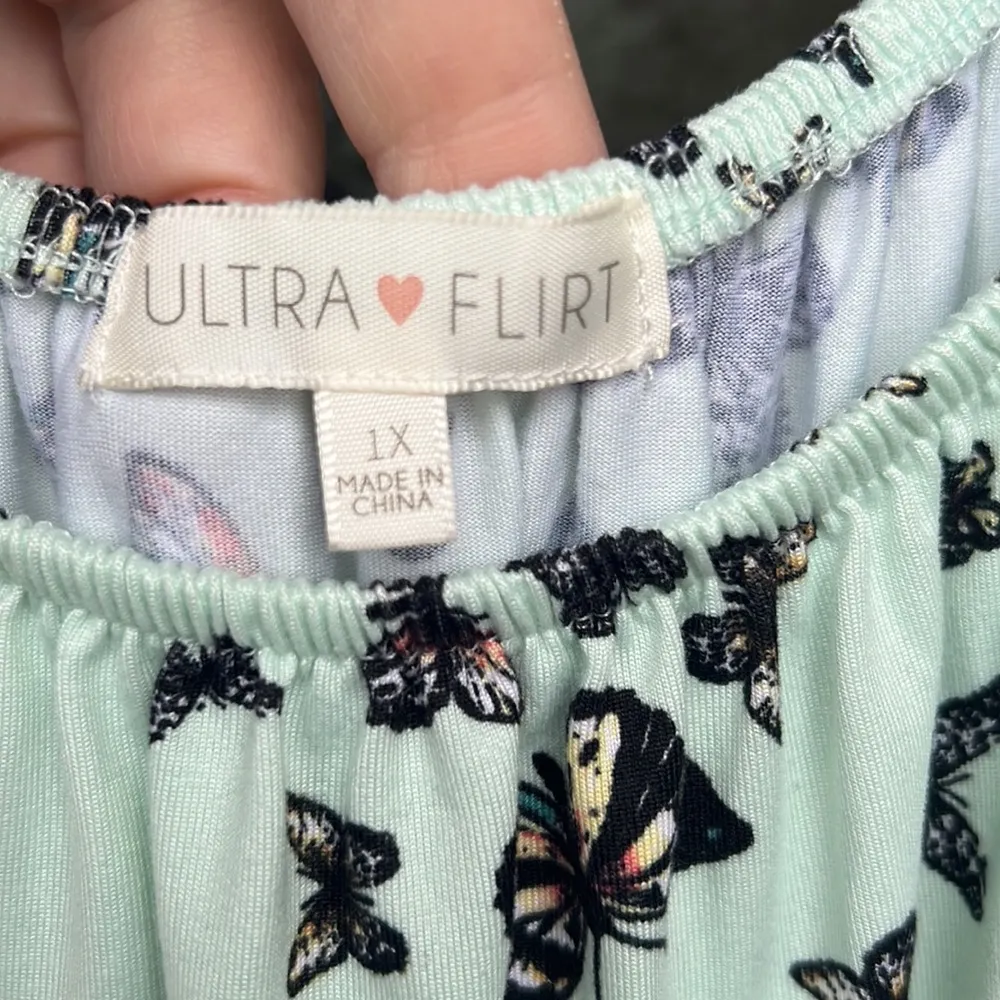 ULTRA ♥ FLIRT
1X
MADE IN
CHINA